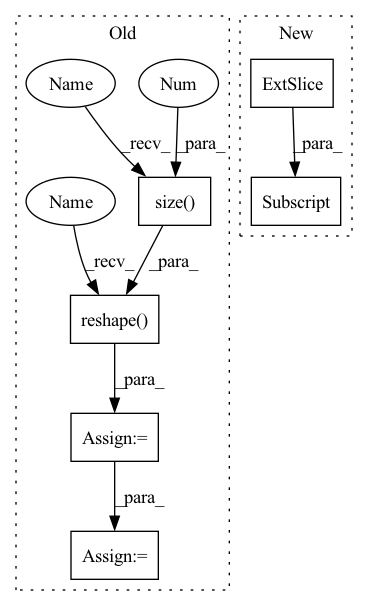 Old
New
Name
Num
ExtSlice
_recv_
_para_
_para_
Name
size()
Subscript
_recv_
_para_
reshape()
_para_
Assign:=
_para_
Assign:=